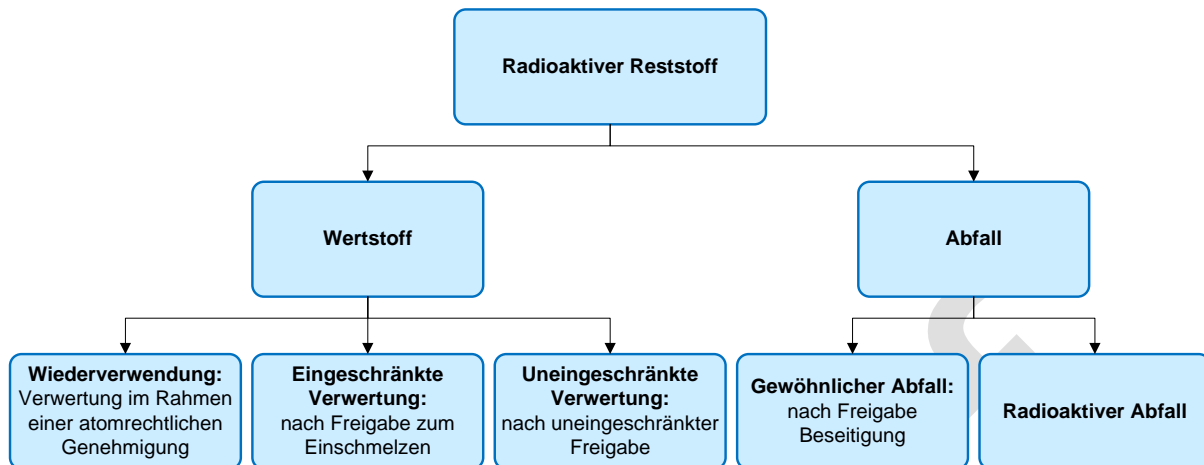 Radioaktiver Reststoff
Wertstoff
Abfall
Wiederverwendung:
Verwertung im Rahmen
einer atomrechtlichen
Genehmigung
Eingeschränkte
Verwertung:
nach Freigabe zum
Einschmelzen
Uneingeschränkte
Verwertung:
nach uneingeschränkter
Freigabe
Gewöhnlicher Abfall:
nach Freigabe
Beseitigung
Radioaktiver Abfall